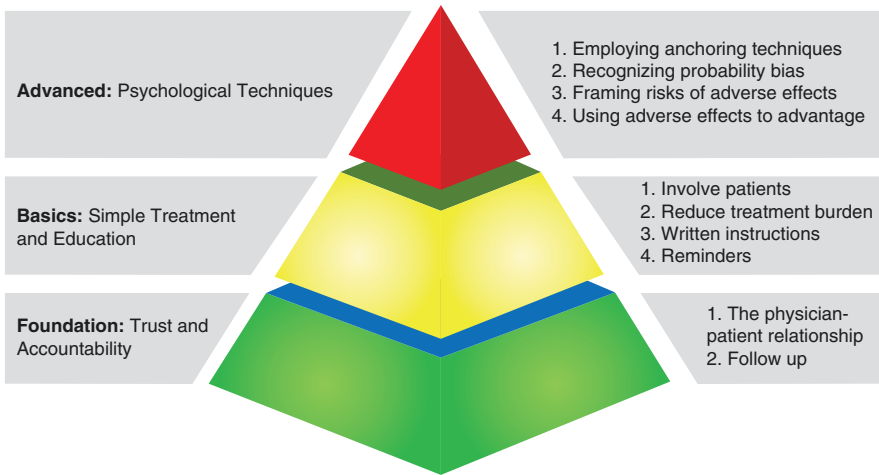 Advanced: Psychological Techniques
1. Employing anchoring techniques
2. Recognizing probability bias
3. Framing risks of adverse effects
4. Using adverse effects to advantage
Basics: Simple Treatment
and Education
1. Involve patients
2. Reduce treatment burden
3. Written instructions
4. Reminders
Foundation: Trust and
Accountability
1. The physician-
patient relationship
2. Follow up